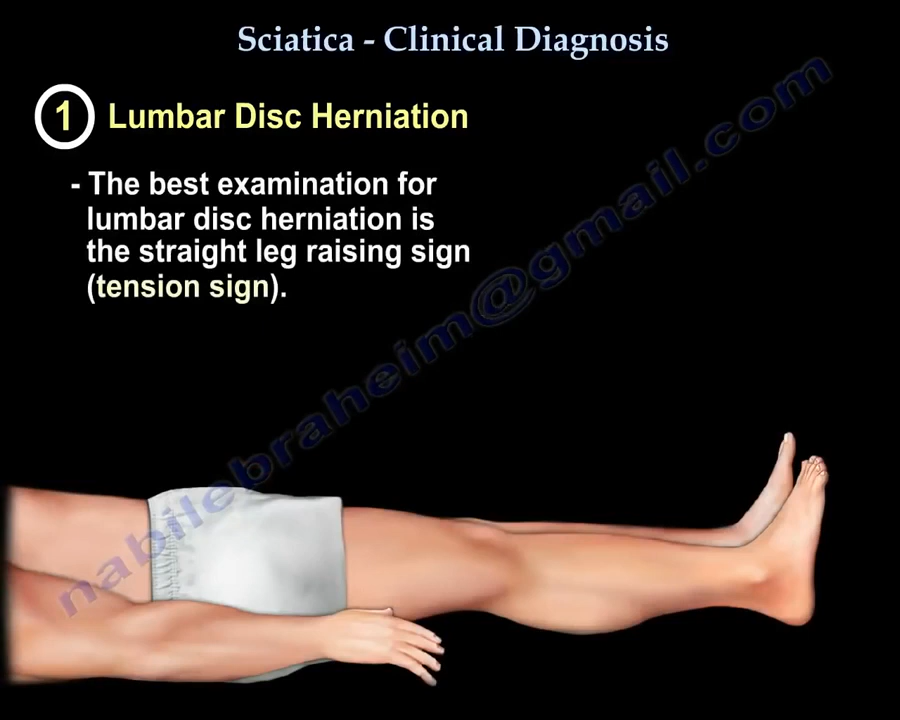 Sciatica - Clinical Diagnosis
1 Lumbar Disc Herniation
- The best examination for
lumbar disc herniation is
the straight leg raising sign
(tension sign).
nabilebraheim@gmail.com